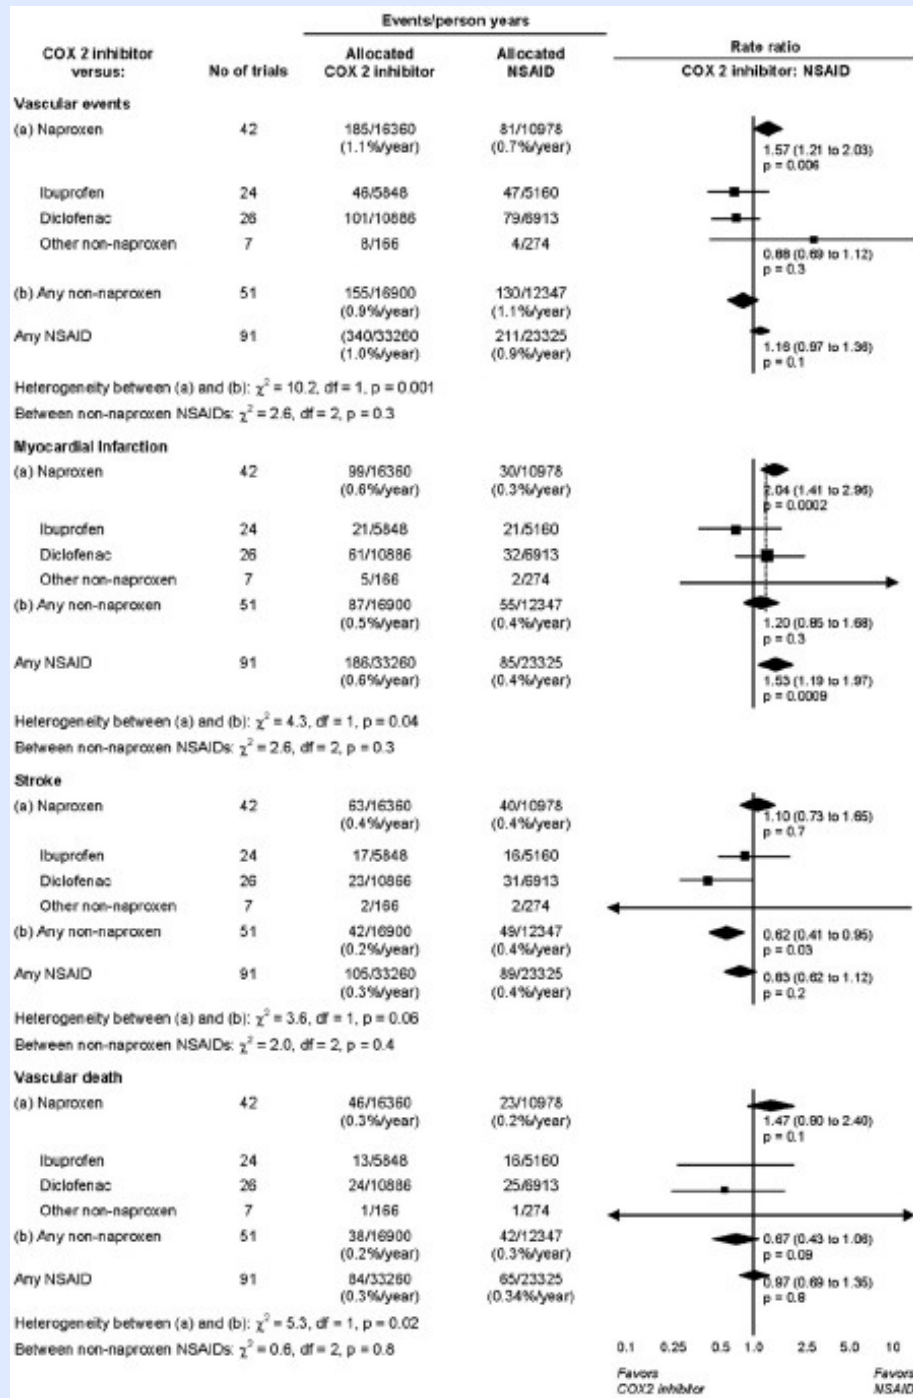 Events/person years
COX 2 inhibitor versus: No of trials Allocated COX 2 inhibitor Allocated NSAID Rate ratio COX 2 inhibitor: NSAID
Vascular events
(a) Naproxen 42 185/16360 81/10978
(1.1%/year) (0.7%/year) 1.57 (1.21 to 2.03)
p = 0.006
Ibuprofen 24 46/5848 47/5160
Diclofenac 26 101/10886 79/6913
Other non-naproxen 7 8/166 4/274
0.88 (0.69 to 1.12)
p = 0.3
(b) Any non-naproxen 51 155/16900 130/12347
(0.9%/year) (1.1%/year)
Any NSAID 91 (340/33260 211/23325
(1.0%/year) (0.9%/year) 1.16 (0.97 to 1.36)
p = 0.1
Heterogeneity between (a) and (b): χ² = 10.2, df = 1, p = 0.001
Between non-naproxen NSAIDs: χ² = 2.6, df = 2, p = 0.3
Myocardial Infarction
(a) Naproxen 42 99/16360 30/10978
(0.6%/year) (0.3%/year) 2.04 (1.41 to 2.96)
p = 0.0002
Ibuprofen 24 21/5848 21/5160
Diclofenac 26 61/10886 32/6913
Other non-naproxen 7 5/166 2/274
(b) Any non-naproxen 51 87/16900 55/12347
(0.5%/year) (0.4%/year) 1.20 (0.85 to 1.68)
p = 0.3
Any NSAID 91 186/33260 85/23325
(0.6%/year) (0.4%/year) 1.53 (1.19 to 1.97)
p = 0.0009
Heterogeneity between (a) and (b): χ² = 4.3, df = 1, p = 0.04
Between non-naproxen NSAIDs: χ² = 2.6, df = 2, p = 0.3
Stroke
(a) Naproxen 42 63/16360 40/10978
(0.4%/year) (0.4%/year) 1.10 (0.73 to 1.65)
p = 0.7
Ibuprofen 24 17/5848 16/5160
Diclofenac 26 23/10866 31/6913
Other non-naproxen 7 2/166 2/274
(b) Any non-naproxen 51 42/16900 49/12347 0.62 (0.41 to 0.95)
(0.2%/year) (0.4%/year) p = 0.03
Any NSAID 91 105/33260 89/23325 0.83 (0.62 to 1.12)
(0.3%/year) (0.4%/year) p = 0.2
Heterogeneity between (a) and (b): χ² = 3.6, df = 1, p = 0.06
Between non-naproxen NSAIDs: χ² = 2.0, df = 2, p = 0.4
Vascular death
(a) Naproxen 42 46/16360 23/10978
(0.3%/year) (0.2%/year) 1.47 (0.90 to 2.40)
p = 0.1
Ibuprofen 24 13/5848 16/5160
Diclofenac 26 24/10886 25/6913
Other non-naproxen 7 1/166 1/274
(b) Any non-naproxen 51 38/16900 42/12347 0.67 (0.43 to 1.06)
(0.2%/year) (0.3%/year) p = 0.09
Any NSAID 91 84/33260 65/23325 0.97 (0.69 to 1.35)
(0.3%/year) (0.34%/year) p = 0.8
Heterogeneity between (a) and (b): χ² = 5.3, df = 1, p = 0.02
Between non-naproxen NSAIDs: χ² = 0.6, df = 2, p = 0.8
0.1 0.25 0.5 1.0 2.5 5.0 10
Favors COX2 inhibitor Favors NSAID